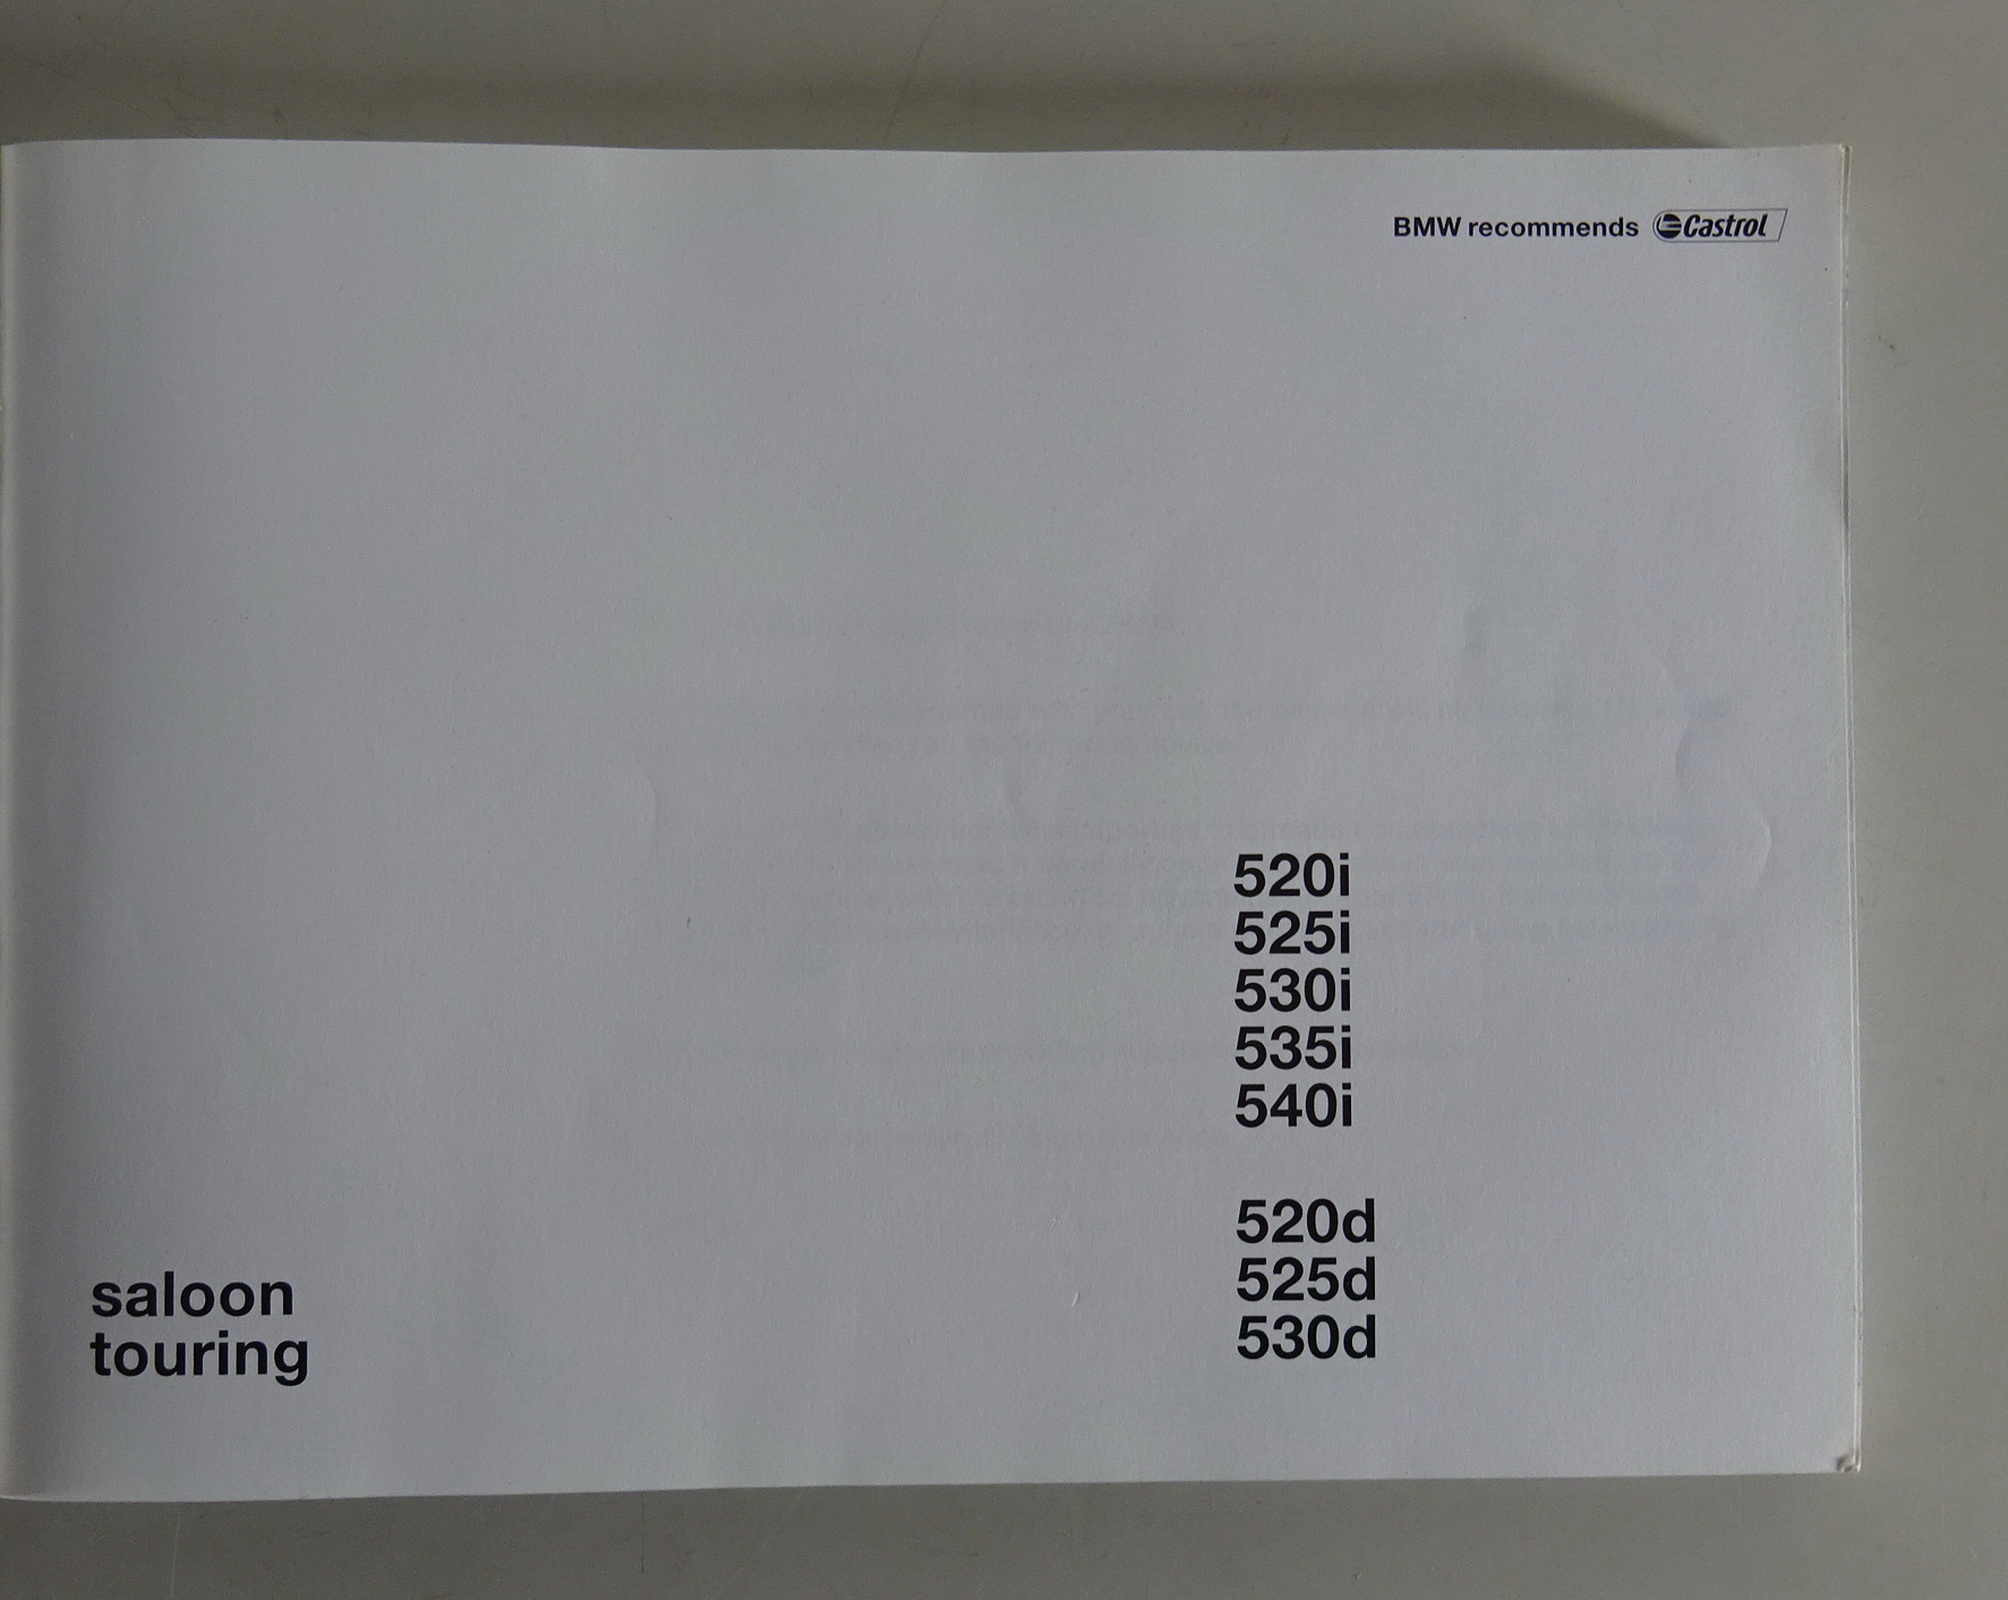 BMW recommends Castrol
520i
525i
530i
535i
540i
520d
525d
530d
saloon
touring